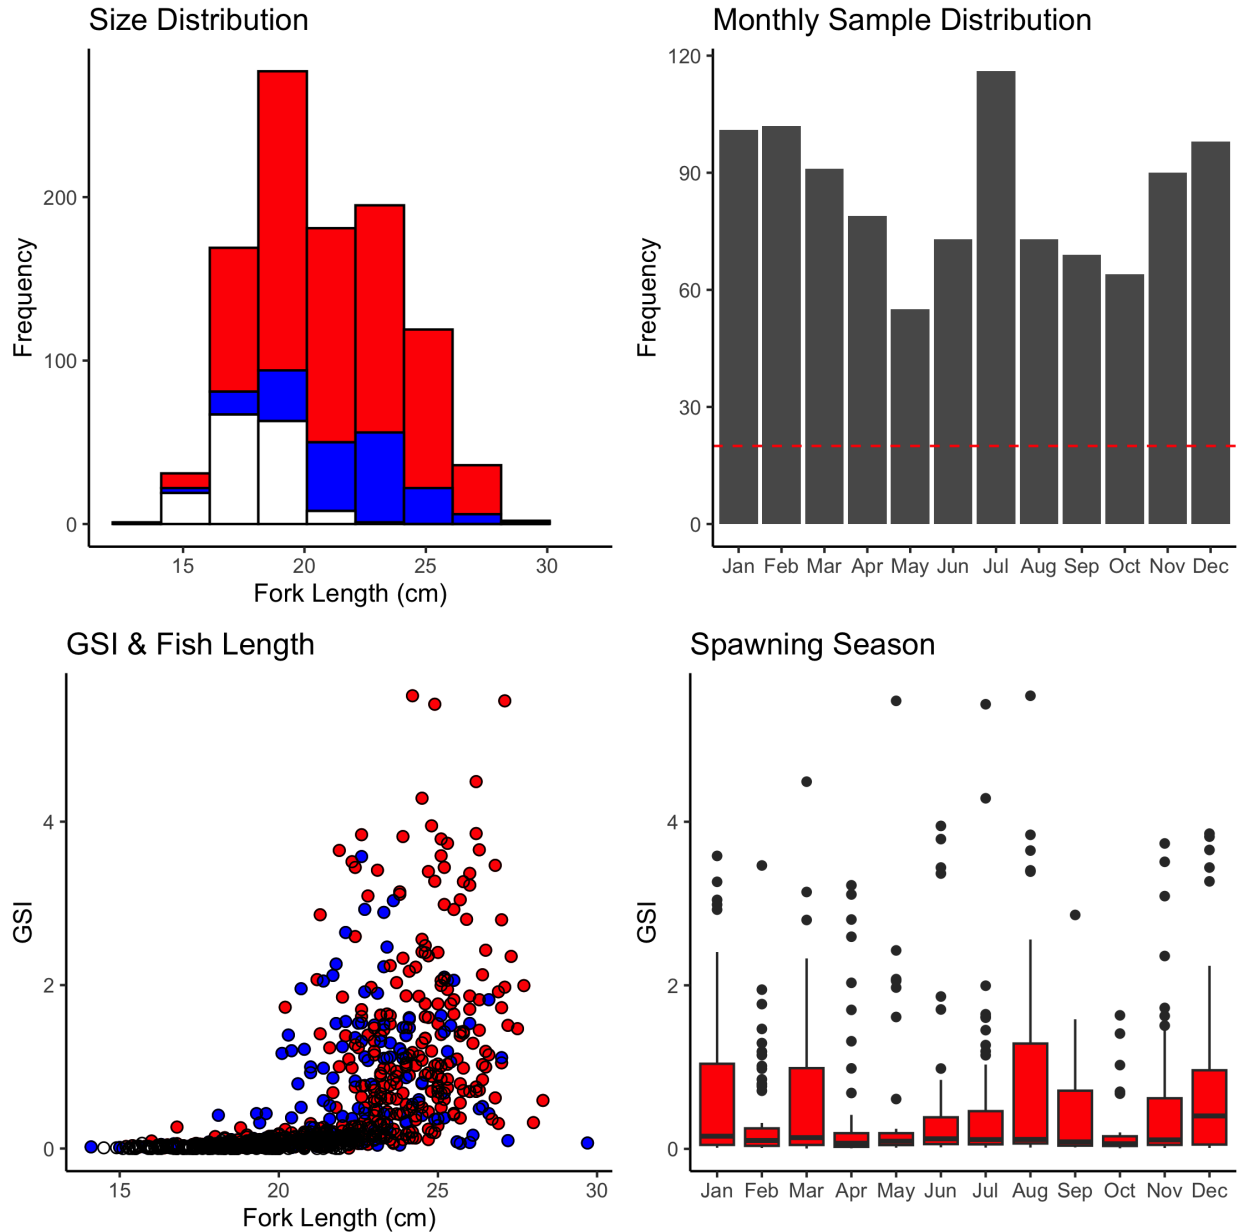 Size Distribution
Frequency
200
100
0
15 20 25 30
Fork Length (cm)
Monthly Sample Distribution
Frequency
120
90
60
30
0
Jan Feb Mar Apr May Jun Jul Aug Sep Oct Nov Dec
GSI & Fish Length
GSI
4
2
0
15 20 25 30
Fork Length (cm)
Spawning Season
GSI
4
2
0
Jan Feb Mar Apr May Jun Jul Aug Sep Oct Nov Dec